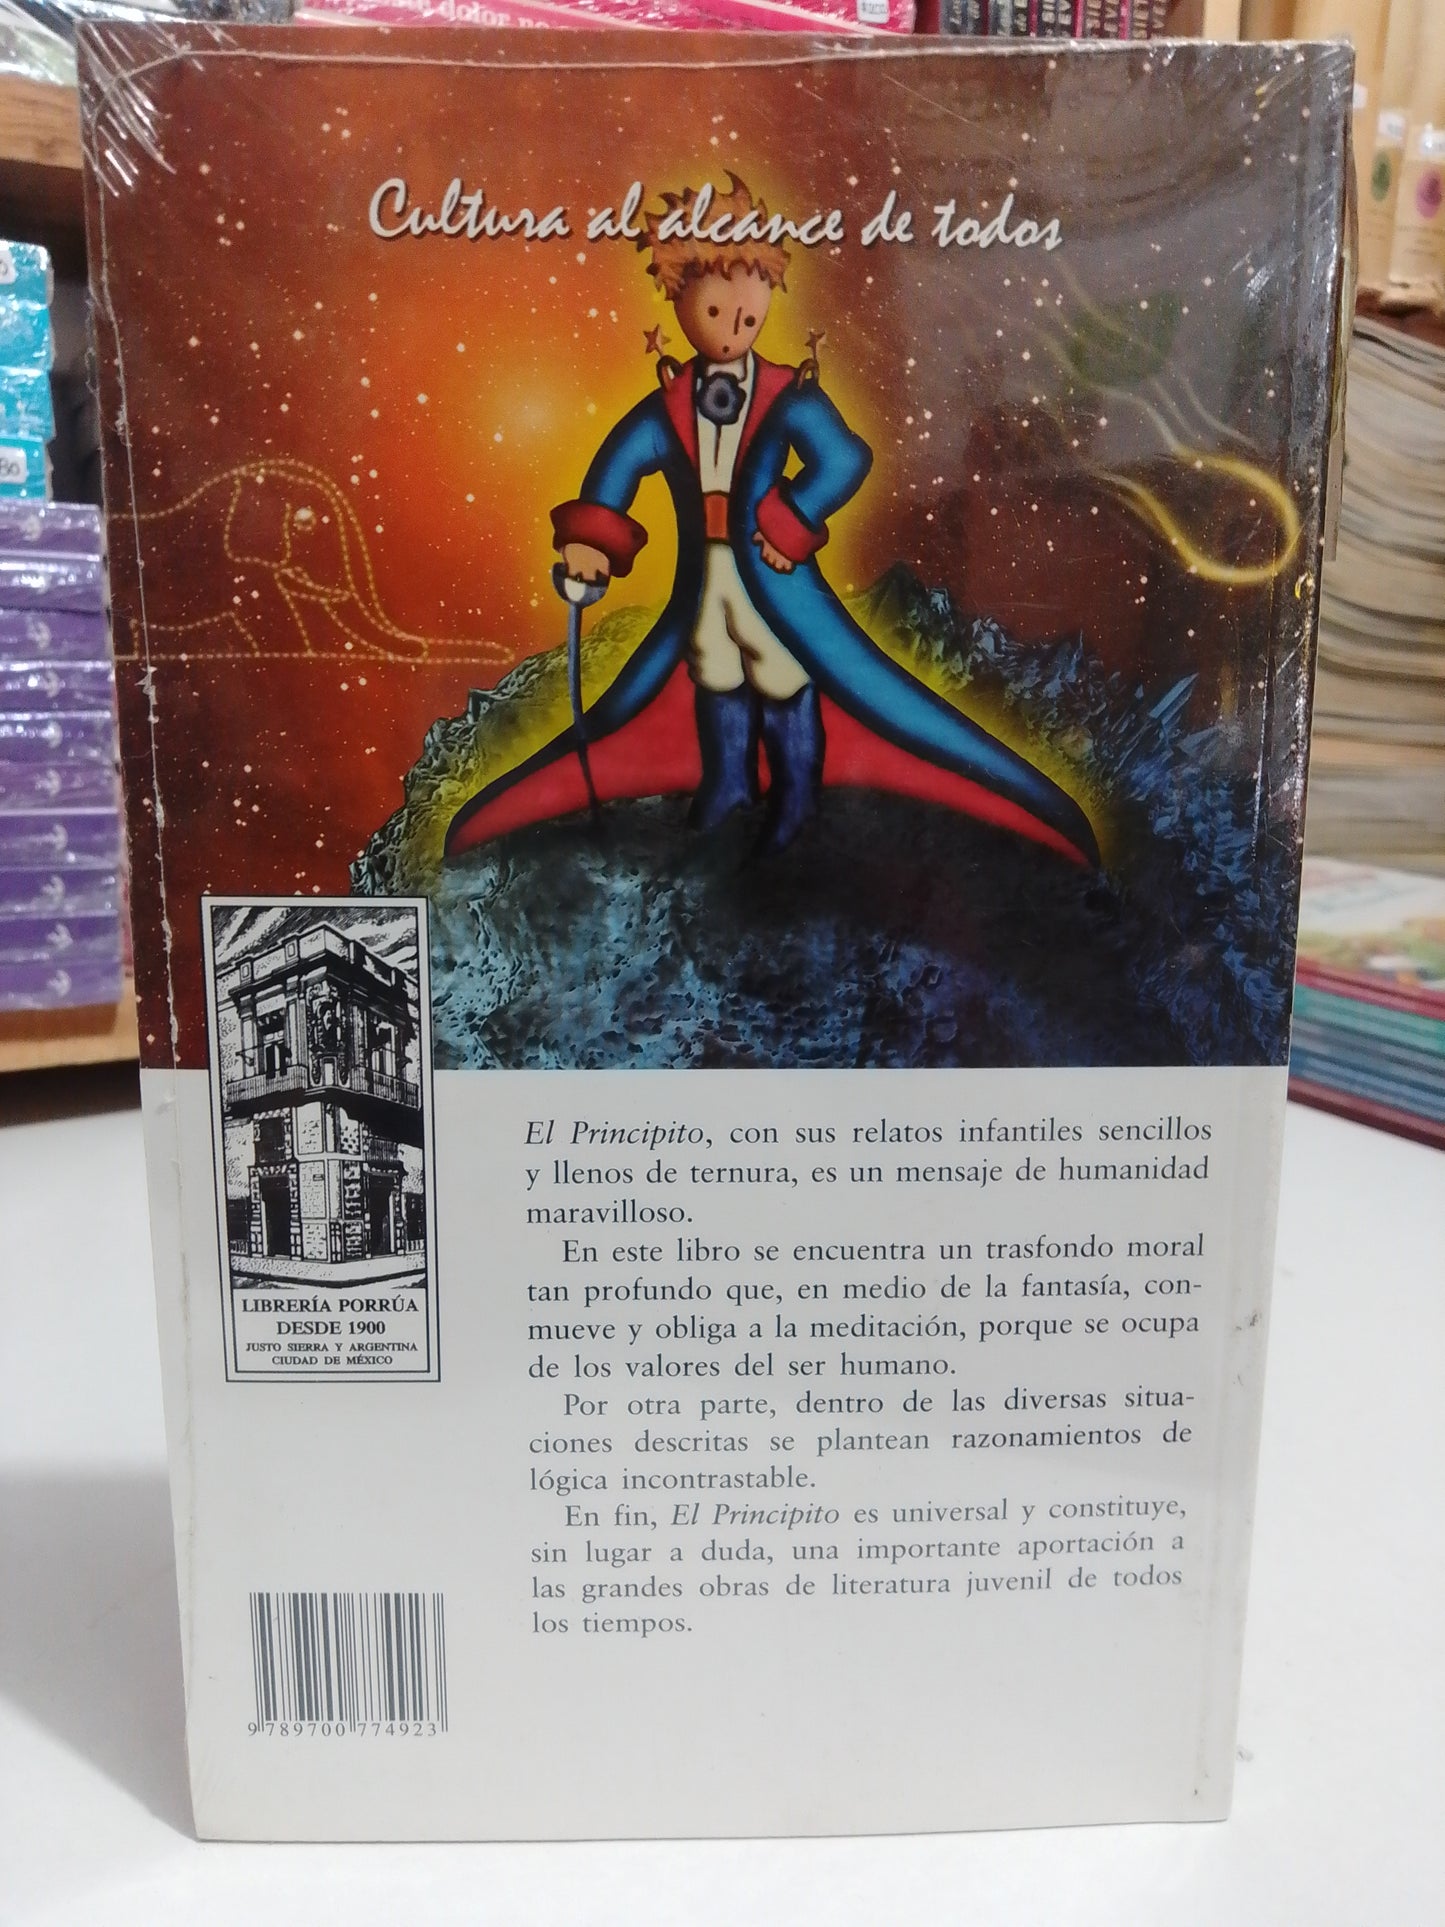 dolor
Cultura al alcance de todos
LIBRERÍA PORRÚA
DESDE 1900
JUSTO SIERRA Y ARGENTINA
CIUDAD DE MÉXICO
El Principito, con sus relatos infantiles sencillos
y llenos de ternura, es un mensaje de humanidad
maravilloso.
En este libro se encuentra un trasfondo moral
tan profundo que, en medio de la fantasía, con-
mueve y obliga a la meditación, porque se ocupa
de los valores del ser humano.
Por otra parte, dentro de las diversas situa-
ciones descritas se plantean razonamientos de
lógica incontrastable.
En fin, El Principito es universal y constituye,
sin lugar a duda, una importante aportación a
las grandes obras de literatura juvenil de todos
los tiempos.
9 789700 774923